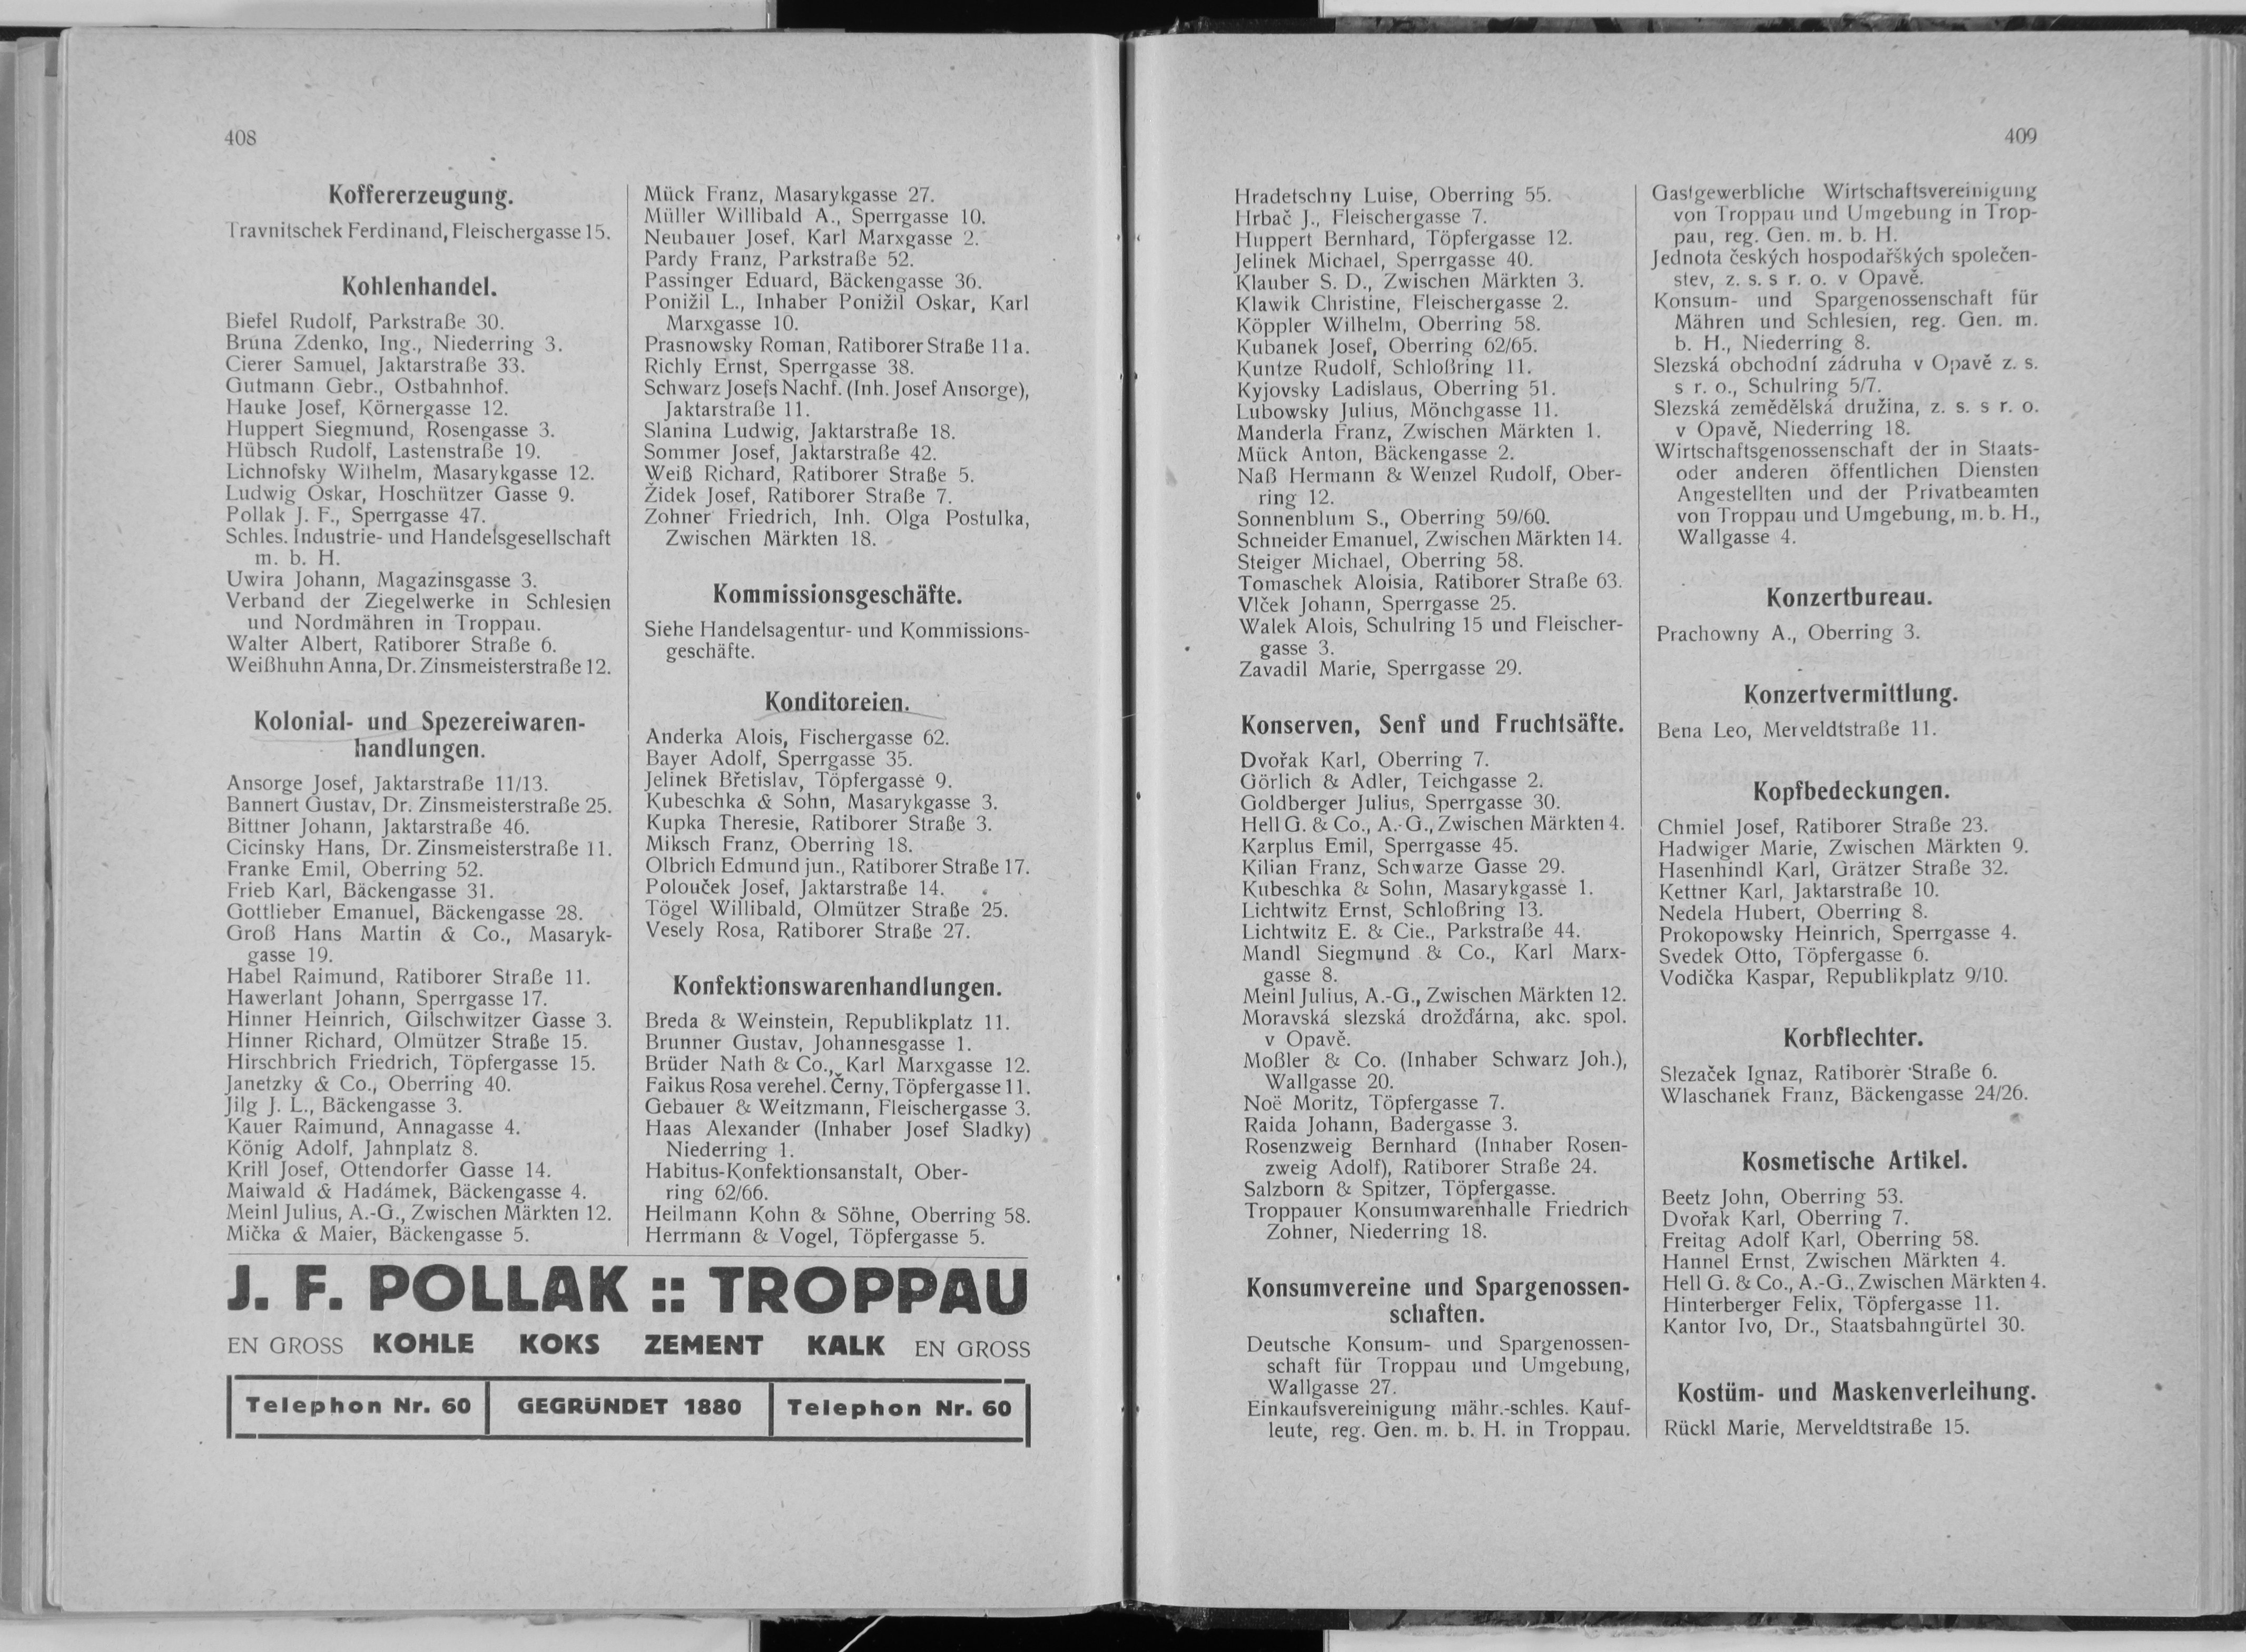 408
Koffererzeugung.
Travnitschek Ferdinand, Fleischergasse 15.
Kohlenhandel.
Biefel Rudolf, Parkstraße 30.
Bruna Zdenko, Ing., Niederring 3.
Cierer Samuel, Jaktarstraße 33.
Gutmann Gebr., Ostbahnhof.
Hauke Josef, Körnergasse 12.
Huppert Siegmund, Rosengasse 3.
Hübsch Rudolf, Lastenstraße 19.
Lichnofsky Wilhelm, Masarykgasse 12.
Ludwig Oskar, Hoschützer Gasse 9.
Pollak J. F., Sperrgasse 47.
Schles. Industrie- und Handelsgesellschaft
m. b. H.
Uwira Johann, Magazinsgasse 3.
Verband der Ziegelwerke in Schlesien
und Nordmähren in Troppau.
Walter Albert, Ratiborer Straße 6.
Weißhuhn Anna, Dr. Zinsmeisterstraße 12.
Kolonial- und Spezereiwaren-
handlungen.
Ansorge Josef, Jaktarstraße 11/13.
Bannert Gustav, Dr. Zinsmeisterstraße 25.
Bittner Johann, Jaktarstraße 46.
Cicinsky Hans, Dr. Zinsmeisterstraße 11.
Franke Emil, Oberring 52.
Frieb Karl, Bäckengasse 31.
Gottlieber Emanuel, Bäckengasse 28.
Groß Hans Martin & Co., Masaryk-
gasse 19.
Habel Raimund, Ratiborer Straße 11.
Hawerlant Johann, Sperrgasse 17.
Hinner Heinrich, Gilschwitzer Gasse 3.
Hinner Richard, Olmützer Straße 15.
Hirschbrich Friedrich, Töpfergasse 15.
Janetzky & Co., Oberring 40.
Jilg J. L., Bäckengasse 3.
Kauer Raimund, Annagasse 4.
König Adolf, Jahnplatz 8.
Krill Josef, Ottendorfer Gasse 14.
Maiwald & Hadámek, Bäckengasse 4.
Meinl Julius, A.-G., Zwischen Märkten 12.
Mička & Maier, Bäckengasse 5.
Mück Franz, Masarykgasse 27.
Müller Willibald A., Sperrgasse 10.
Neubauer Josef, Karl Marxgasse 2.
Pardy Franz, Parkstraße 52.
Passinger Eduard, Bäckengasse 36.
Ponižil L., Inhaber Ponižil Oskar, Karl
Marxgasse 10.
Prasnowsky Roman, Ratiborer Straße 11a.
Richly Ernst, Sperrgasse 38.
Schwarz Josefs Nachf. (Inh. Josef Ansorge),
Jaktarstraße 11.
Slanina Ludwig, Jaktarstraße 18.
Sommer Josef, Jaktarstraße 42.
Weiß Richard, Ratiborer Straße 5.
Židek Josef, Ratiborer Straße 7.
Zohner Friedrich, Inh. Olga Postulka,
Zwischen Märkten 18.
Kommissionsgeschäfte.
Siehe Handelsagentur- und Kommissions-
geschäfte.
Konditoreien.
Anderka Alois, Fischergasse 62.
Bayer Adolf, Sperrgasse 35.
Jelinek Břetislav, Töpfergasse 9.
Kubeschka & Sohn, Masarykgasse 3.
Kupka Theresie, Ratiborer Straße 3.
Miksch Franz, Oberring 18.
Olbrich Edmund jun., Ratiborer Straße 17.
Polouček Josef, Jaktarstraße 14.
Tögel Willibald, Olmützer Straße 25.
Vesely Rosa, Ratiborer Straße 27.
Konfektionswarenhandlungen.
Breda & Weinstein, Republikplatz 11.
Brunner Gustav, Johannesgasse 1.
Brüder Nath & Co., Karl Marxgasse 12.
Faikus Rosa verehel. Černy, Töpfergasse 11.
Gebauer & Weitzmann, Fleischergasse 3.
Haas Alexander (Inhaber Josef Sladky)
Niederring 1.
Habitus-Konfektionsanstalt, Ober-
ring 62/66.
Heilmann Kohn & Söhne, Oberring 58.
Herrmann & Vogel, Töpfergasse 5.
J. F. POLLAK :: TROPPAU
EN GROSS KOHLE KOKS ZEMENT KALK EN GROSS
Telephon Nr. 60 GEGRÜNDET 1880 Telephon Nr. 60
409
Hradetschny Luise, Oberring 55.
Hrbač J., Fleischergasse 7.
Huppert Bernhard, Töpfergasse 12.
Jelinek Michael, Sperrgasse 40.
Klauber S. D., Zwischen Märkten 3.
Klawik Christine, Fleischergasse 2.
Köppler Wilhelm, Oberring 58.
Kubanek Josef, Oberring 62/65.
Kuntze Rudolf, Schloßring 11.
Kyjovsky Ladislaus, Oberring 51.
Lubowsky Julius, Mönchgasse 11.
Manderla Franz, Zwischen Märkten 1.
Mück Anton, Bäckengasse 2.
Naß Hermann & Wenzel Rudolf, Ober-
ring 12.
Sonnenblum S., Oberring 59/60.
Schneider Emanuel, Zwischen Märkten 14.
Steiger Michael, Oberring 58.
Tomaschek Aloisia, Ratiborer Straße 63.
Vlček Johann, Sperrgasse 25.
Walek Alois, Schulring 15 und Fleischer-
gasse 3.
Zavadil Marie, Sperrgasse 29.
Konserven, Senf und Fruchtsäfte.
Dvořak Karl, Oberring 7.
Görlich & Adler, Teichgasse 2.
Goldberger Julius, Sperrgasse 30.
Hell G. & Co., A.-G., Zwischen Märkten 4.
Karplus Emil, Sperrgasse 45.
Kilian Franz, Schwarze Gasse 29.
Kubeschka & Sohn, Masarykgasse 1.
Lichtwitz Ernst, Schloßring 13.
Lichtwitz E. & Cie., Parkstraße 44.
Mandl Siegmund & Co., Karl Marx-
gasse 8.
Meinl Julius, A.-G., Zwischen Märkten 12.
Moravská slezská drožďárna, akc. spol.
v Opavě.
Moßler & Co. (Inhaber Schwarz Joh.),
Wallgasse 20.
Noë Moritz, Töpfergasse 7.
Raida Johann, Badergasse 3.
Rosenzweig Bernhard (Inhaber Rosen-
zweig Adolf), Ratiborer Straße 24.
Salzborn & Spitzer, Töpfergasse.
Troppauer Konsumwarenhalle Friedrich
Zohner, Niederring 18.
Konsumvereine und Spargenossen-
schaften.
Deutsche Konsum- und Spargenossen-
schaft für Troppau und Umgebung,
Wallgasse 27.
Einkaufsvereinigung mähr.-schles. Kauf-
leute, reg. Gen. m. b. H. in Troppau.
Gastgewerbliche Wirtschaftsvereinigung
von Troppau und Umgebung in Trop-
pau, reg. Gen. m. b. H.
Jednota českých hospodařškých společen-
stev, z. s. s r. o. v Opavě.
Konsum- und Spargenossenschaft für
Mähren und Schlesien, reg. Gen. m.
b. H., Niederring 8.
Slezská obchodní zádruha v Opavě z. s.
s r. o., Schulring 5/7.
Slezská zemědělská družina, z. s. s r. o.
v Opavě, Niederring 18.
Wirtschaftsgenossenschaft der in Staats-
oder anderen öffentlichen Diensten
Angestellten und der Privatbeamten
von Troppau und Umgebung, m. b. H.,
Wallgasse 4.
Konzertbureau.
Prachowny A., Oberring 3.
Konzertvermittlung.
Bena Leo, Merveldtstraße 11.
Kopfbedeckungen.
Chmiel Josef, Ratiborer Straße 23.
Hadwiger Marie, Zwischen Märkten 9.
Hasenhindl Karl, Grätzer Straße 32.
Kettner Karl, Jaktarstraße 10.
Nedela Hubert, Oberring 8.
Prokopowsky Heinrich, Sperrgasse 4.
Svedek Otto, Töpfergasse 6.
Vodička Kaspar, Republikplatz 9/10.
Korbflechter.
Slezaček Ignaz, Ratiborer Straße 6.
Wlaschanek Franz, Bäckengasse 24/26.
Kosmetische Artikel.
Beetz John, Oberring 53.
Dvořak Karl, Oberring 7.
Freitag Adolf Karl, Oberring 58.
Hannel Ernst, Zwischen Märkten 4.
Hell G. & Co., A.-G., Zwischen Märkten 4.
Hinterberger Felix, Töpfergasse 11.
Kantor Ivo, Dr., Staatsbahngürtel 30.
Kostüm- und Maskenverleihung.
Rückl Marie, Merveldtstraße 15.